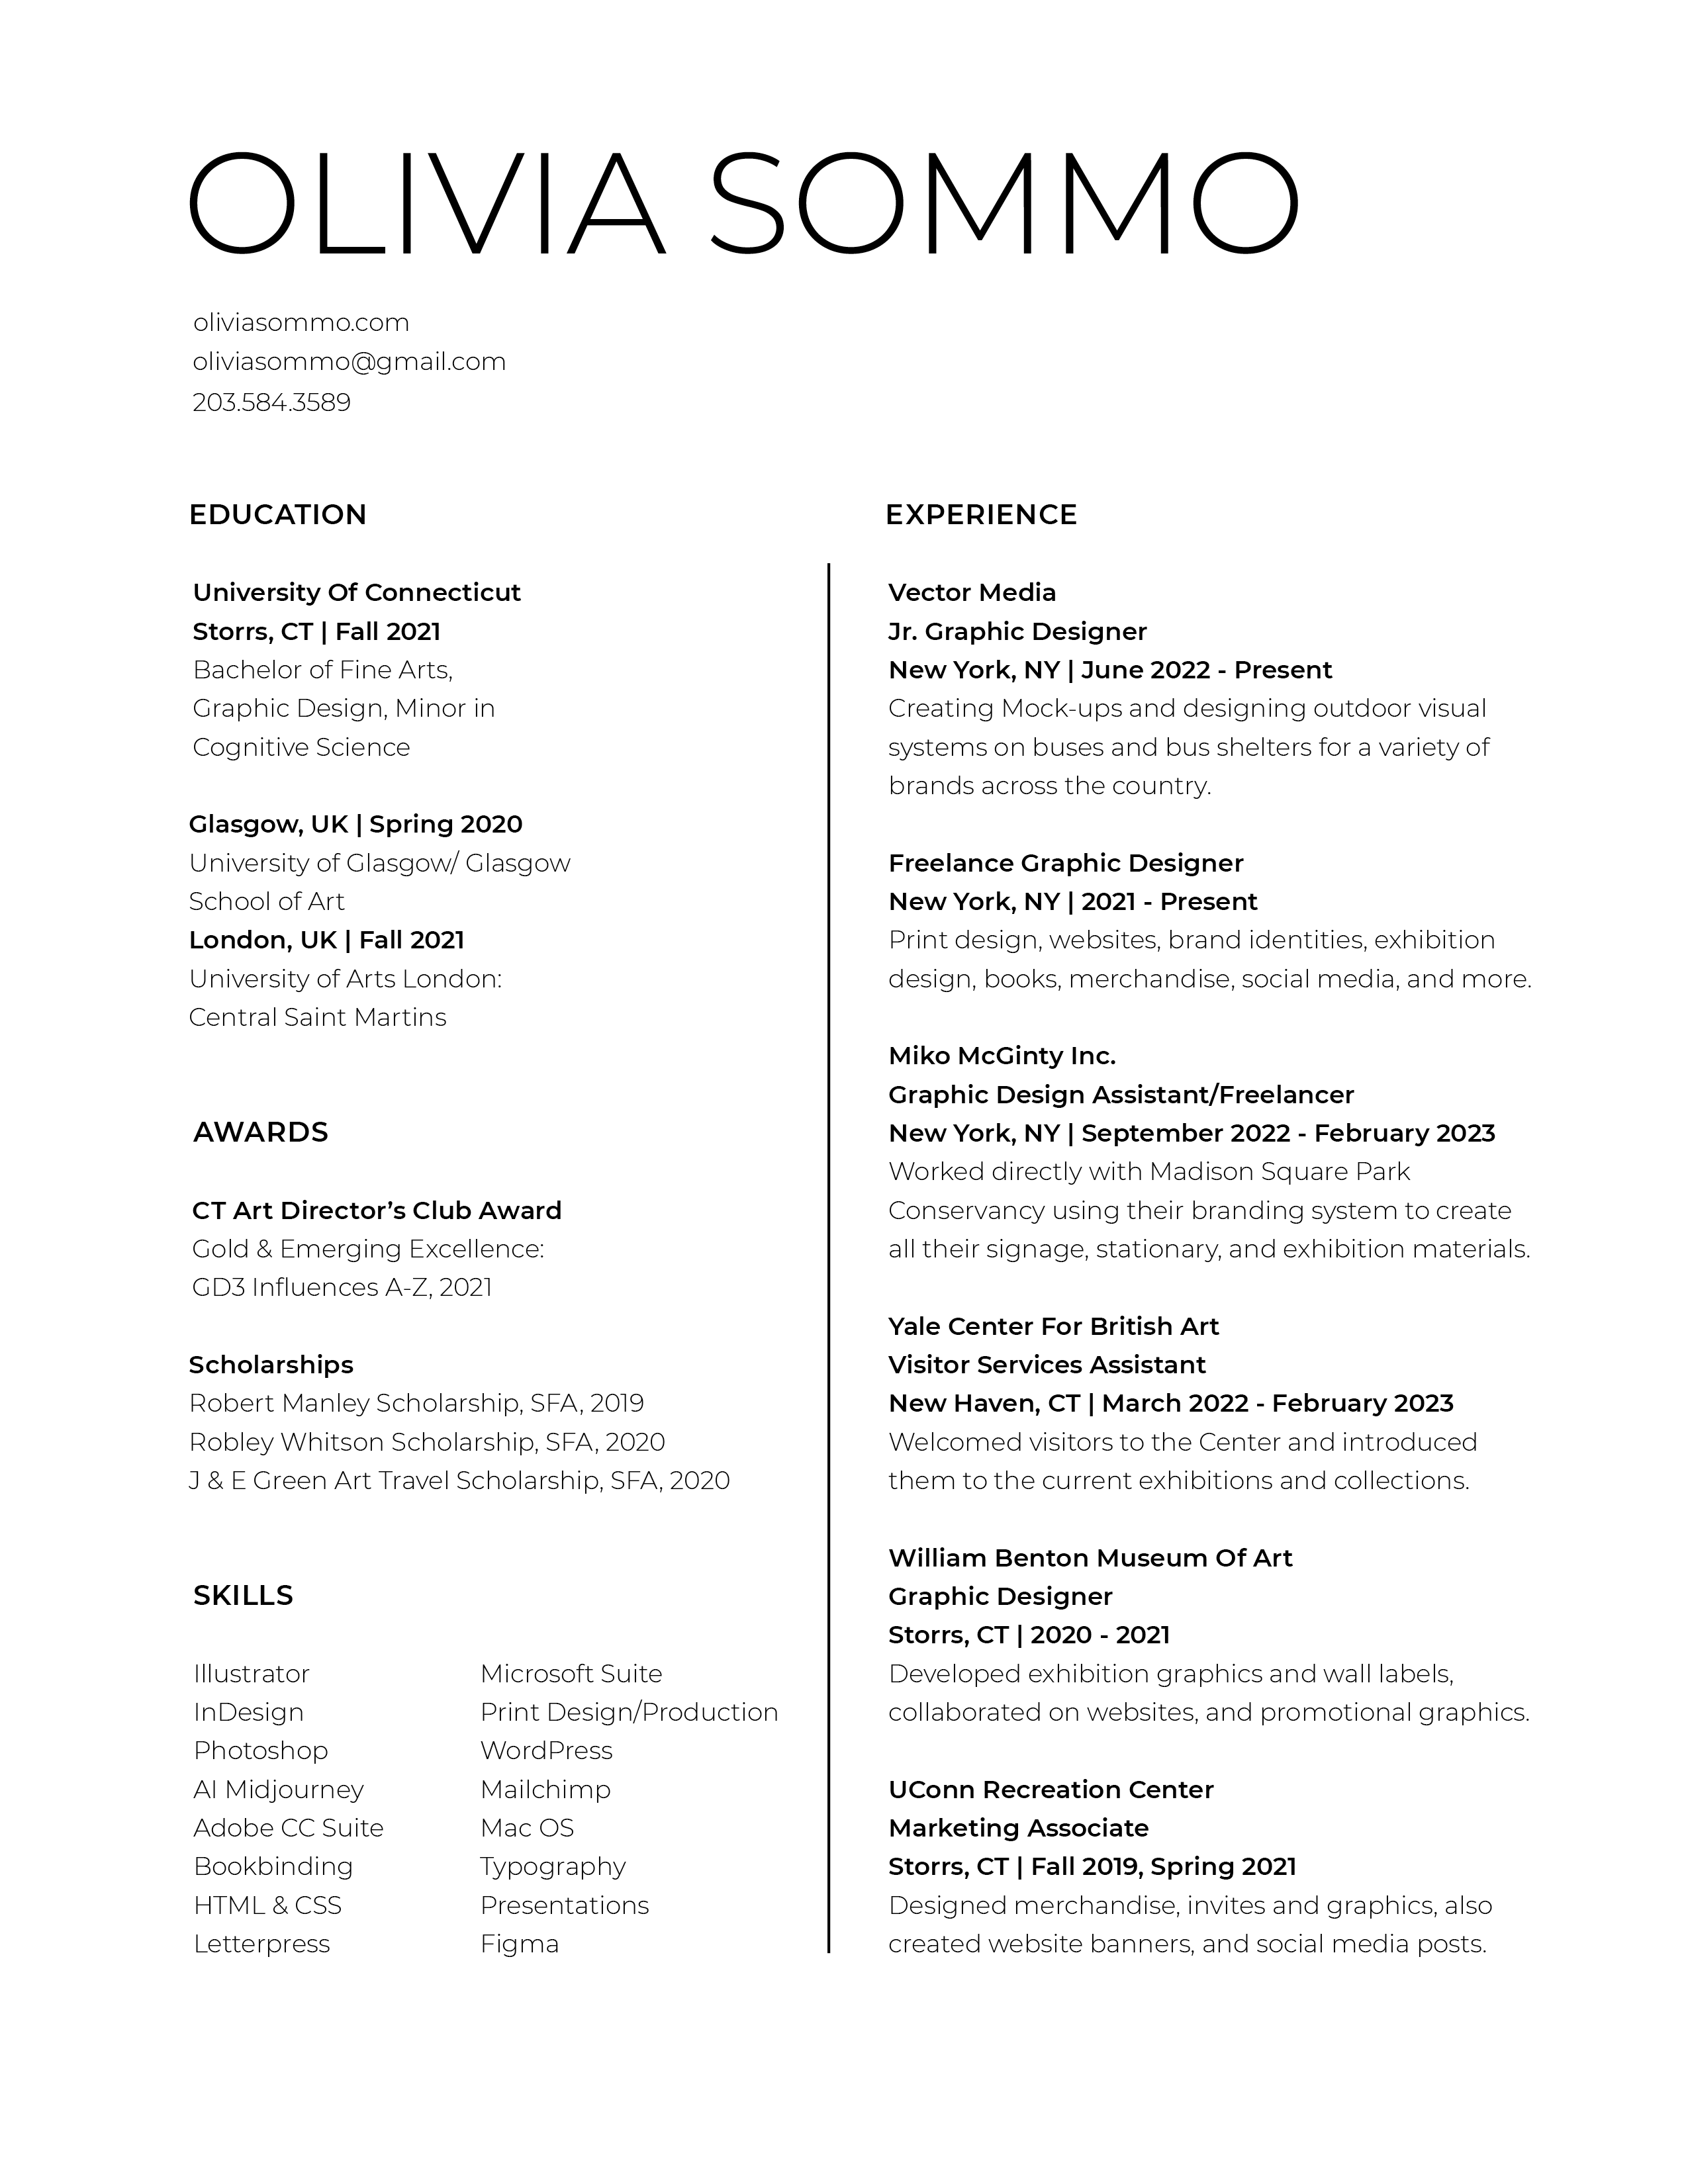 OLIVIA SOMMO
oliviasommo.com
oliviasommo@gmail.com
203.584.3589
EDUCATION
University Of Connecticut
Storrs, CT | Fall 2021
Bachelor of Fine Arts,
Graphic Design, Minor in
Cognitive Science
Glasgow, UK | Spring 2020
University of Glasgow/ Glasgow
School of Art
London, UK | Fall 2021
University of Arts London:
Central Saint Martins
AWARDS
CT Art Director’s Club Award
Gold & Emerging Excellence:
GD3 Influences A-Z, 2021
Scholarships
Robert Manley Scholarship, SFA, 2019
Robley Whitson Scholarship, SFA, 2020
J & E Green Art Travel Scholarship, SFA, 2020
SKILLS
Illustrator
InDesign
Photoshop
AI Midjourney
Adobe CC Suite
Bookbinding
HTML & CSS
Letterpress
Microsoft Suite
Print Design/Production
WordPress
Mailchimp
Mac OS
Typography
Presentations
Figma
EXPERIENCE
Vector Media
Jr. Graphic Designer
New York, NY | June 2022 - Present
Creating Mock-ups and designing outdoor visual
systems on buses and bus shelters for a variety of
brands across the country.
Freelance Graphic Designer
New York, NY | 2021 - Present
Print design, websites, brand identities, exhibition
design, books, merchandise, social media, and more.
Miko McGinty Inc.
Graphic Design Assistant/Freelancer
New York, NY | September 2022 - February 2023
Worked directly with Madison Square Park
Conservancy using their branding system to create
all their signage, stationary, and exhibition materials.
Yale Center For British Art
Visitor Services Assistant
New Haven, CT | March 2022 - February 2023
Welcomed visitors to the Center and introduced
them to the current exhibitions and collections.
William Benton Museum Of Art
Graphic Designer
Storrs, CT | 2020 - 2021
Developed exhibition graphics and wall labels,
collaborated on websites, and promotional graphics.
UConn Recreation Center
Marketing Associate
Storrs, CT | Fall 2019, Spring 2021
Designed merchandise, invites and graphics, also
created website banners, and social media posts.